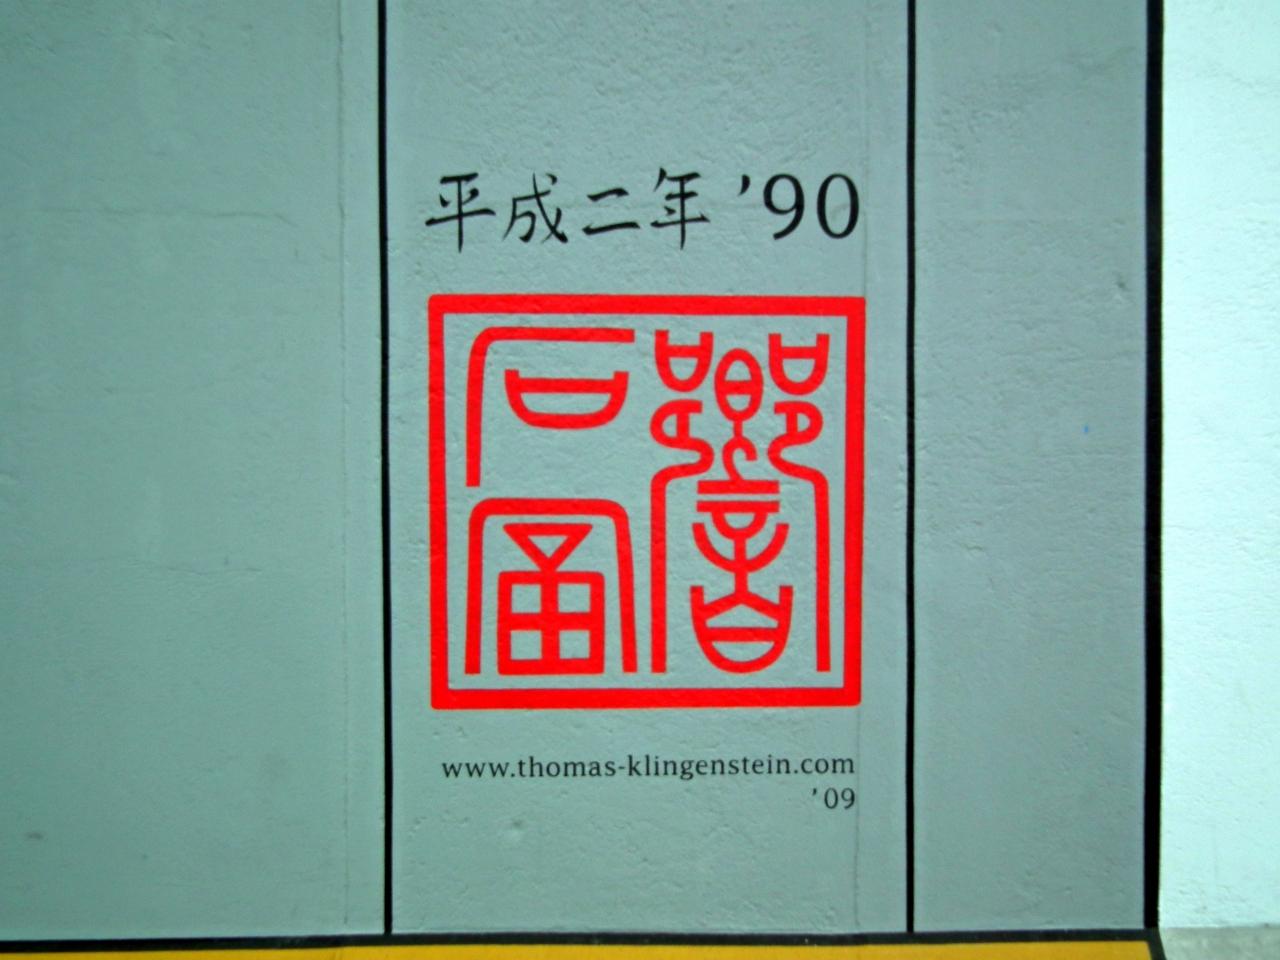 平成二年 '90
www.thomas-klingenstein.com
'09